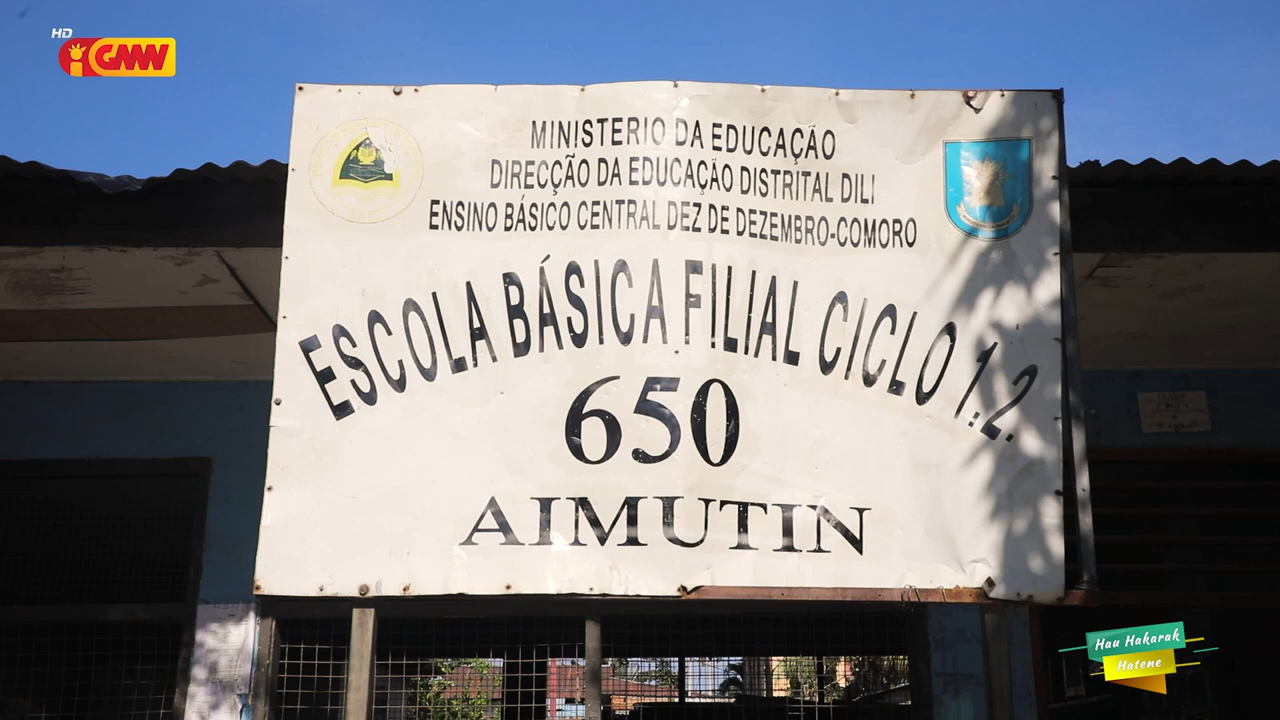 HD
GMN
MINISTERIO DA EDUCAÇÃO
DIRECÇÃO DA EDUCAÇÃO DISTRITAL DILI
ENSINO BÁSICO CENTRAL DEZ DE DEZEMBRO-COMORO
ESCOLA BÁSICA FILIAL CICLO 1.2.
650
AIMUTIN
Hau Hakarak
Hatene